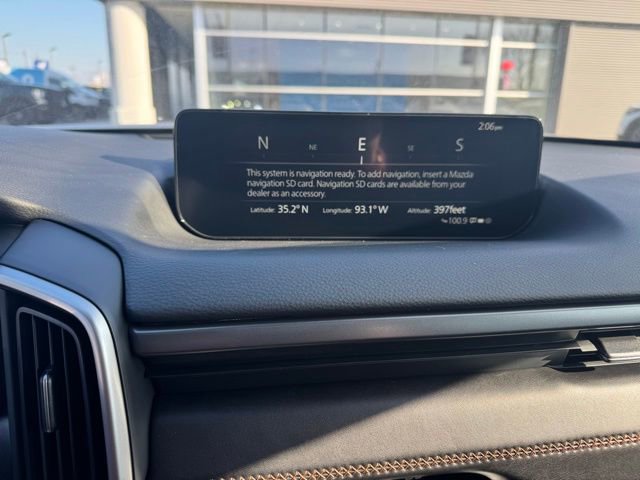 2:06pm
N NE E SE S
This system is navigation ready. To add navigation, insert a Mazda
navigation SD card. Navigation SD cards are available from your
dealer as an accessory.
Latitude: 35.2° N Longitude: 93.1° W Altitude: 397feet
100.9